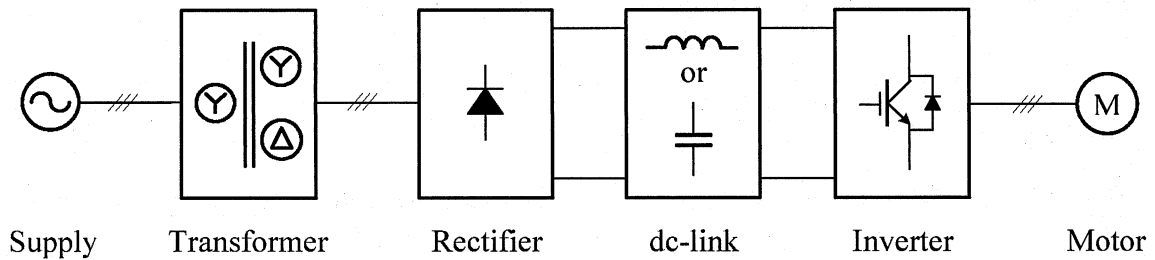 Y
Y
Δ
or
M
Supply
Transformer
Rectifier
dc-link
Inverter
Motor